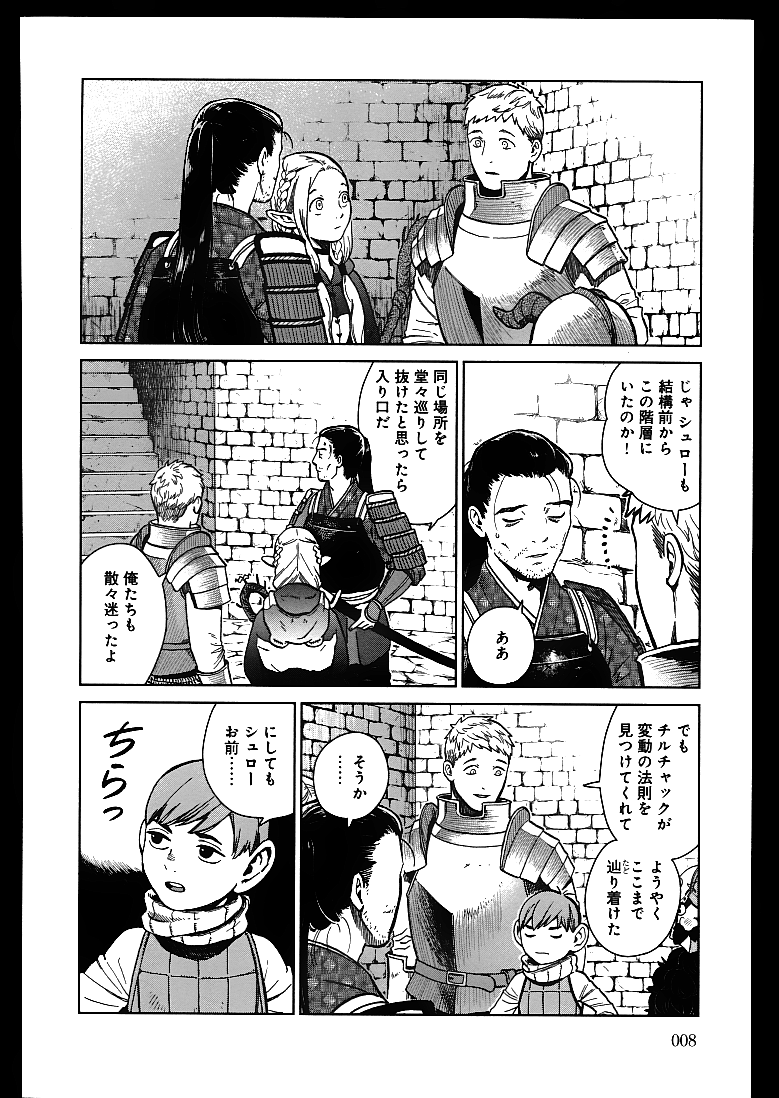 じゃシューローも
結構前から
この階層に
いたのか！
ああ
同じ場所を
堂々巡りして
抜けたと思ったら
入り口だ
俺たちも
散々迷ったよ
でも
チルチャックが
変動の法則を
見つけてくれて
ようやく
ここまで
辿り着けた
たど
そうか
……
にしても
シュロー
お前……
ちらっ
008